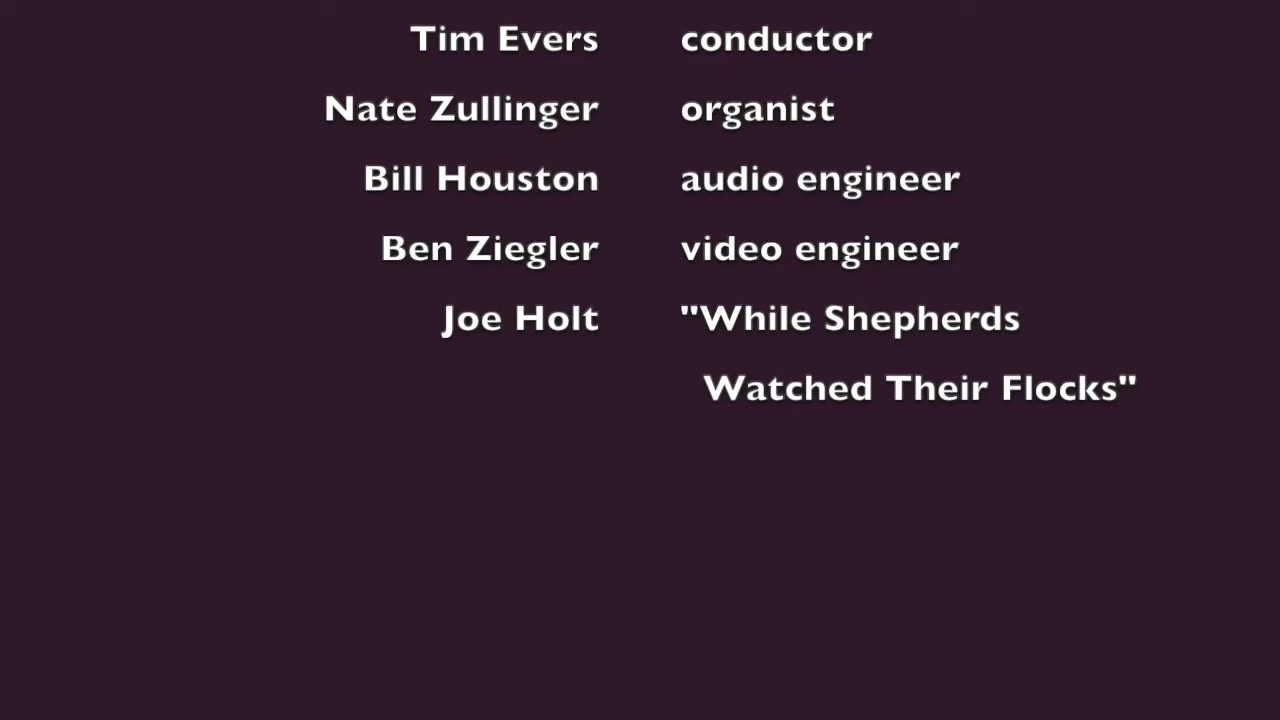 Tim Evers conductor
Nate Zullinger organist
Bill Houston audio engineer
Ben Ziegler video engineer
Joe Holt "While Shepherds
Watched Their Flocks"